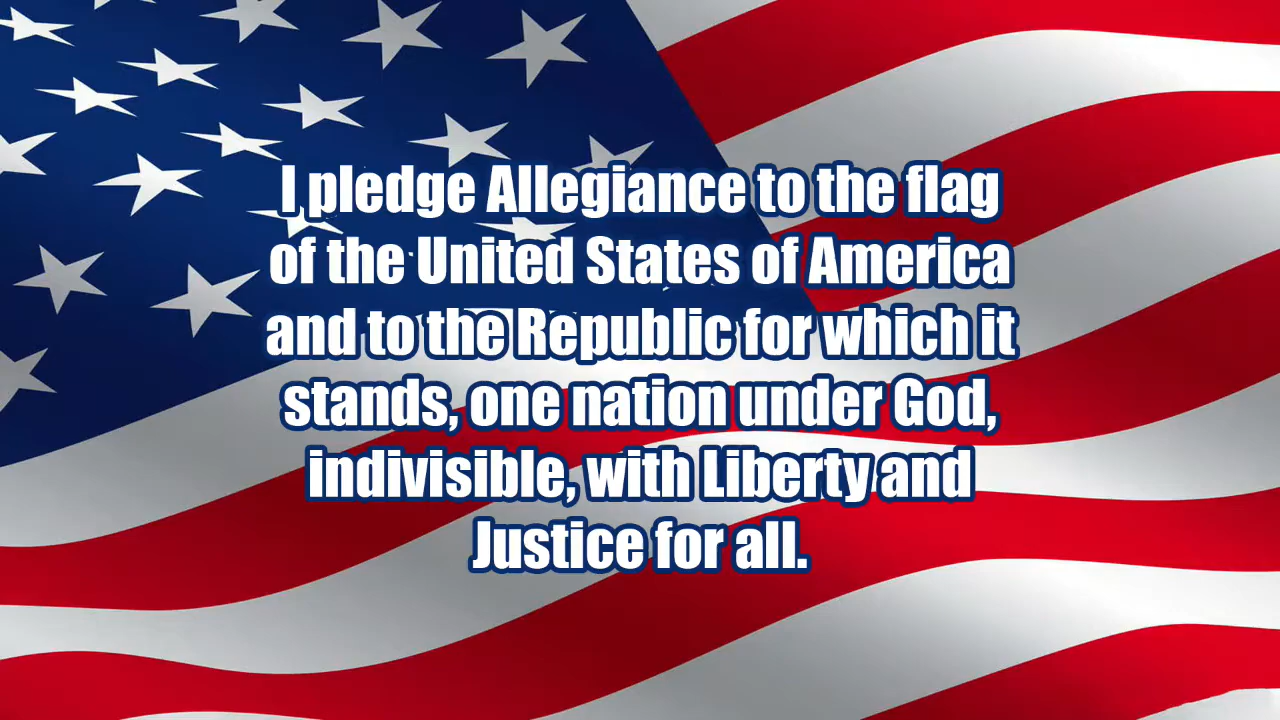 I pledge Allegiance to the flag
of the United States of America
and to the Republic for which it
stands, one nation under God,
indivisible, with Liberty and
Justice for all.